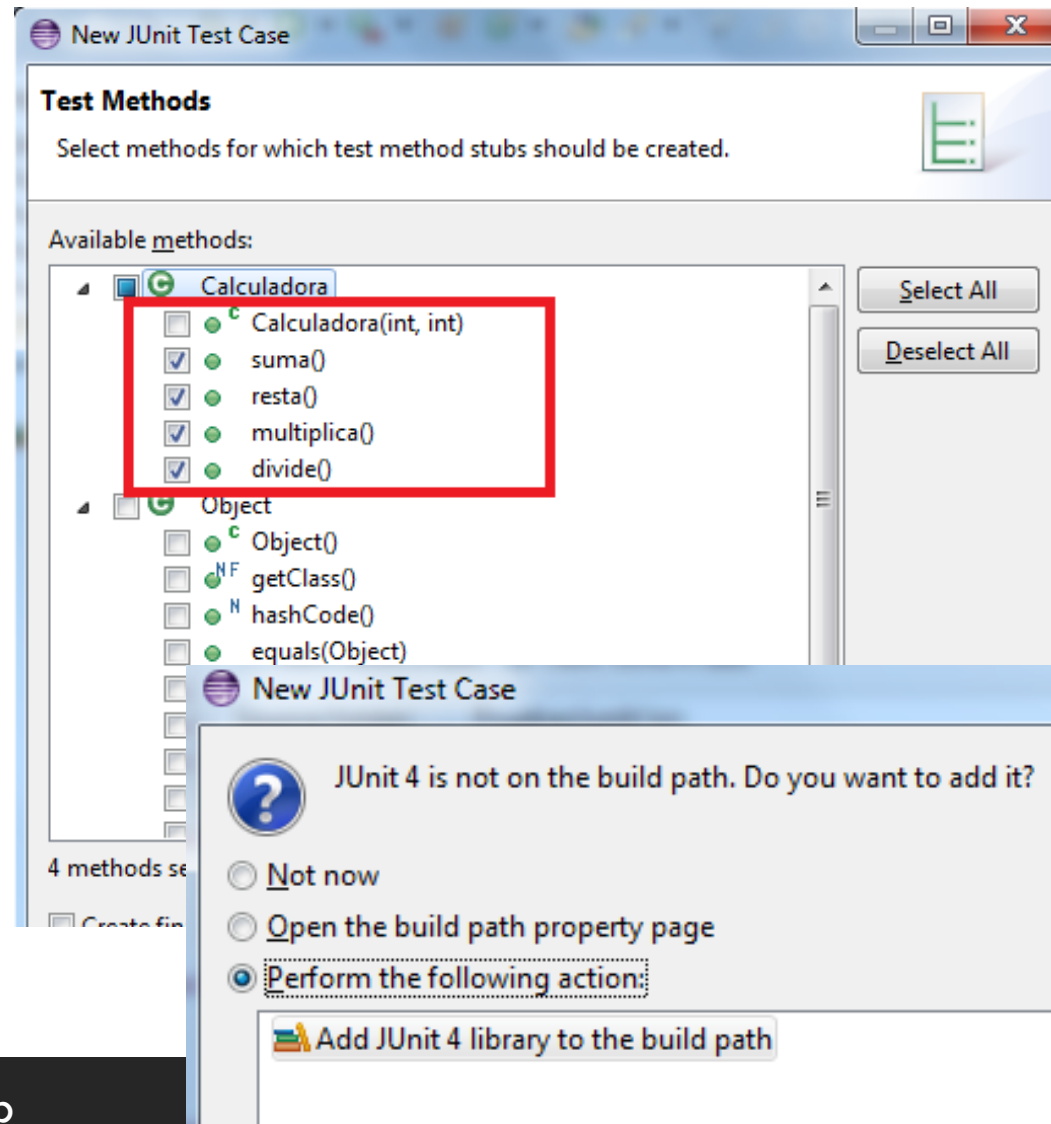 New JUnit Test Case
Test Methods
Select methods for which test method stubs should be created.
Available methods:
Calculadora
Select All
C Calculadora(int, int)
Deselect All
suma()
resta()
multiplica()
divide()
Object
C Object()
N F getClass()
N hashCode()
equals(Object)
New JUnit Test Case
JUnit 4 is not on the build path. Do you want to add it?
4 methods
Not now
Open the build path property page
Perform the following action:
Add JUnit 4 library to the build path